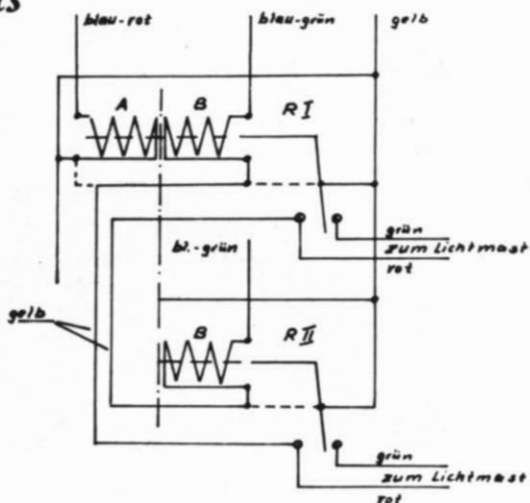 blau-rot blau-grün gelb
A B R I
grün
zum Lichtmast
rot
bl.-grün
gelb
B R II
grün
zum Lichtmast
rot